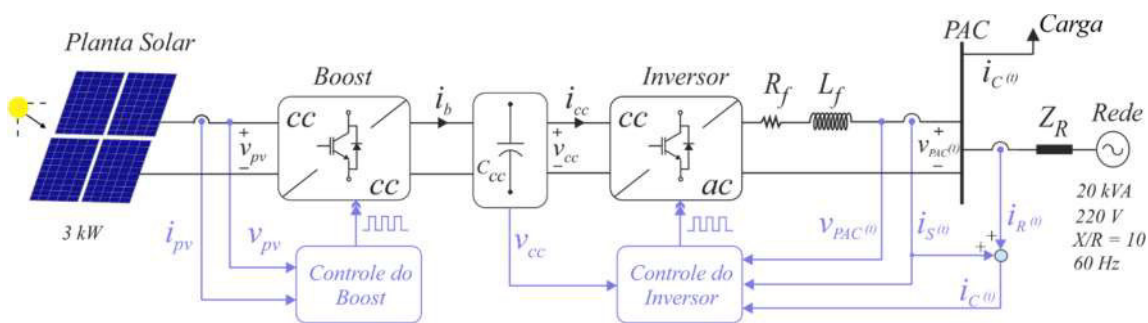 Planta Solar
3 kW
+
v_pv
−
i_pv
v_pv
Boost
cc
cc
Controle do
Boost
i_b
C_cc
v_cc
i_cc
+
v_cc
−
Inversor
cc
ac
Controle do
Inversor
R_f
L_f
v_PAC(t)
i_S(t)
+
v_PAC(t)
−
PAC
Carga
i_C(t)
Z_R
Rede
20 kVA
220 V
X/R = 10
60 Hz
i_R(t)
+
+
i_C(t)